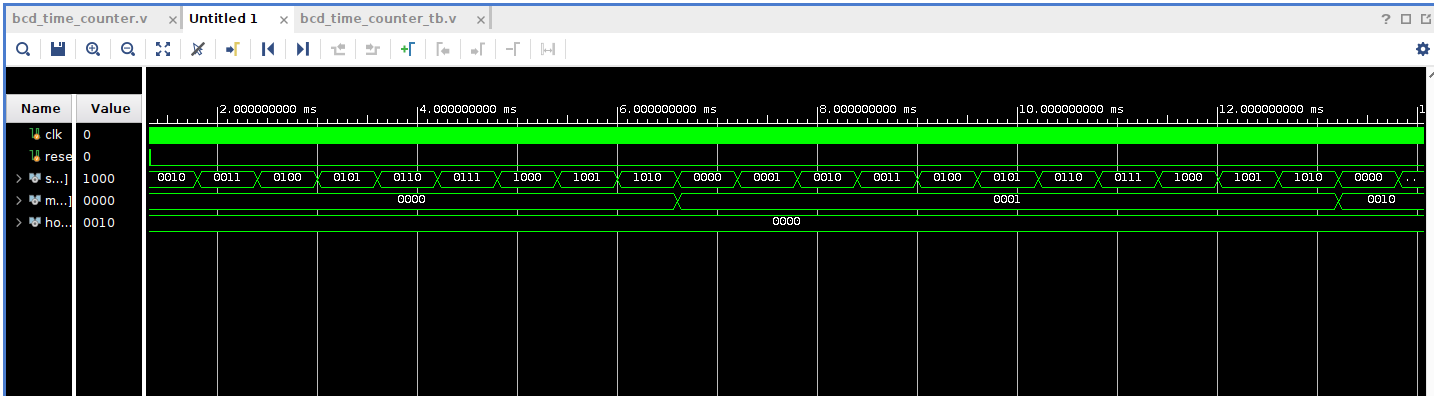 bcd_time_counter.v × Untitled 1 × bcd_time_counter_tb.v ×
Name Value
2.000000000 ms 4.000000000 ms 6.000000000 ms 8.000000000 ms 10.000000000 ms 12.000000000 ms 1
clk 0
rese 0
s...] 1000 0010 0011 0100 0101 0110 0111 1000 1001 1010 0000 0001 0010 0011 0100 0101 0110 0111 1000 1001 1010 0000 ..
m...] 0000 0000 0001 0010
ho... 0010 0000